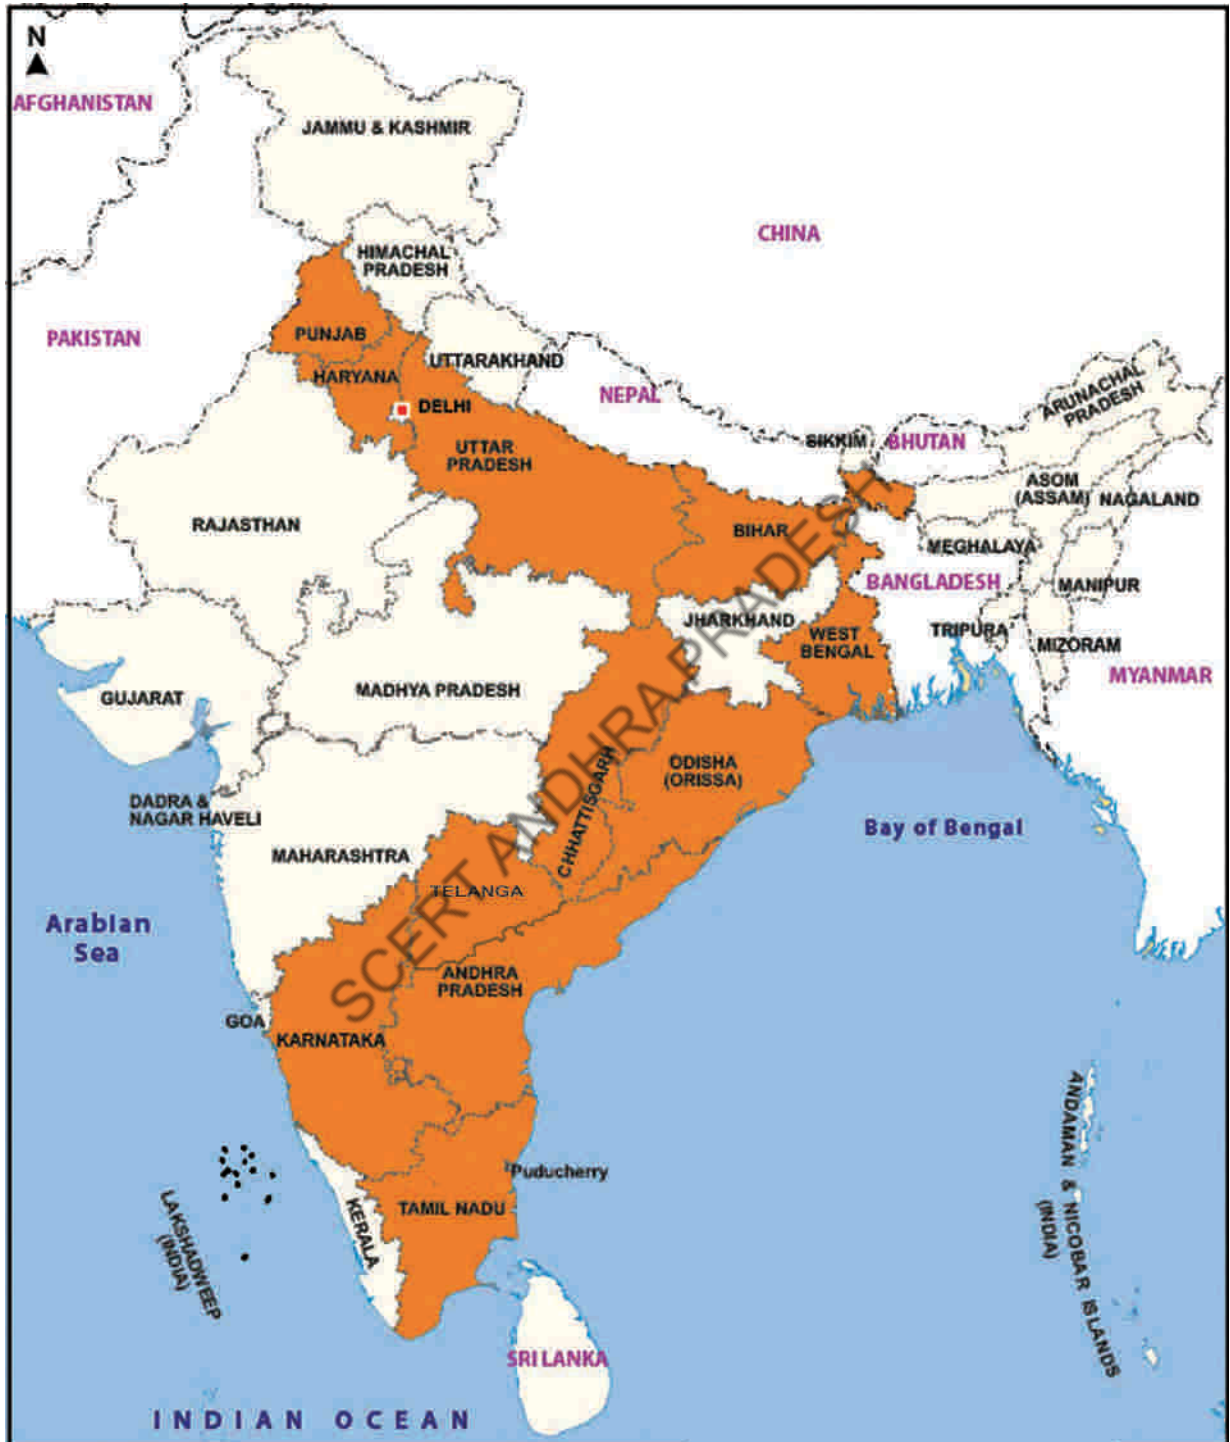 N
AFGHANISTAN
JAMMU & KASHMIR
CHINA
HIMACHAL
PRADESH
PAKISTAN
PUNJAB
UTTARAKHAND
HARYANA
NEPAL
DELHI
ARUNACHAL
PRADESH
SIKKIM
BHUTAN
UTTAR
PRADESH
ASOM
(ASSAM)
NAGALAND
RAJASTHAN
BIHAR
MEGHALAYA
BANGLADESH
MANIPUR
JHARKHAND
WEST
BENGAL
TRIPURA
MIZORAM
MYANMAR
GUJARAT
MADHYA PRADESH
ODISHA
(ORISSA)
CHHATTISGARH
DADRA &
NAGAR HAVELI
Bay of Bengal
MAHARASHTRA
TELANGA
Arabian
Sea
SCERT ANDHRA PRADESH
ANDHRA
PRADESH
GOA
KARNATAKA
Puducherry
TAMIL NADU
KERALA
LAKSHADWEEP
(INDIA)
ANDAMAN & NICOBAR ISLANDS
(INDIA)
SRI LANKA
INDIAN OCEAN